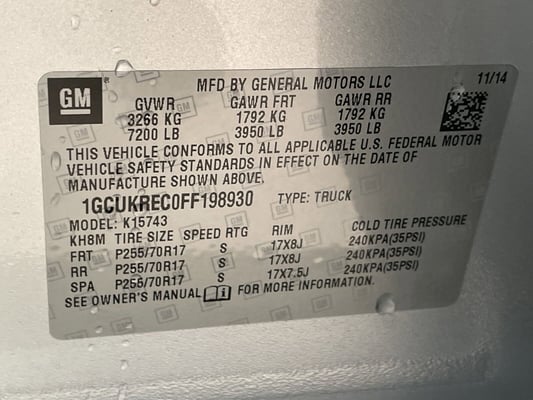 GM
MFD BY GENERAL MOTORS LLC 11/14
GVWR GAWR FRT GAWR RR
3266 KG 1792 KG 1792 KG
7200 LB 3950 LB 3950 LB
THIS VEHICLE CONFORMS TO ALL APPLICABLE U.S. FEDERAL MOTOR
VEHICLE SAFETY STANDARDS IN EFFECT ON THE DATE OF
MANUFACTURE SHOWN ABOVE.
1GCUKREC0FF198930 TYPE: TRUCK
MODEL: K15743
KH8M TIRE SIZE SPEED RTG RIM COLD TIRE PRESSURE
FRT P255/70R17 S 17X8J 240KPA(35PSI)
RR P255/70R17 S 17X8J 240KPA(35PSI)
SPA P255/70R17 S 17X7.5J 240KPA(35PSI)
SEE OWNER'S MANUAL FOR MORE INFORMATION.